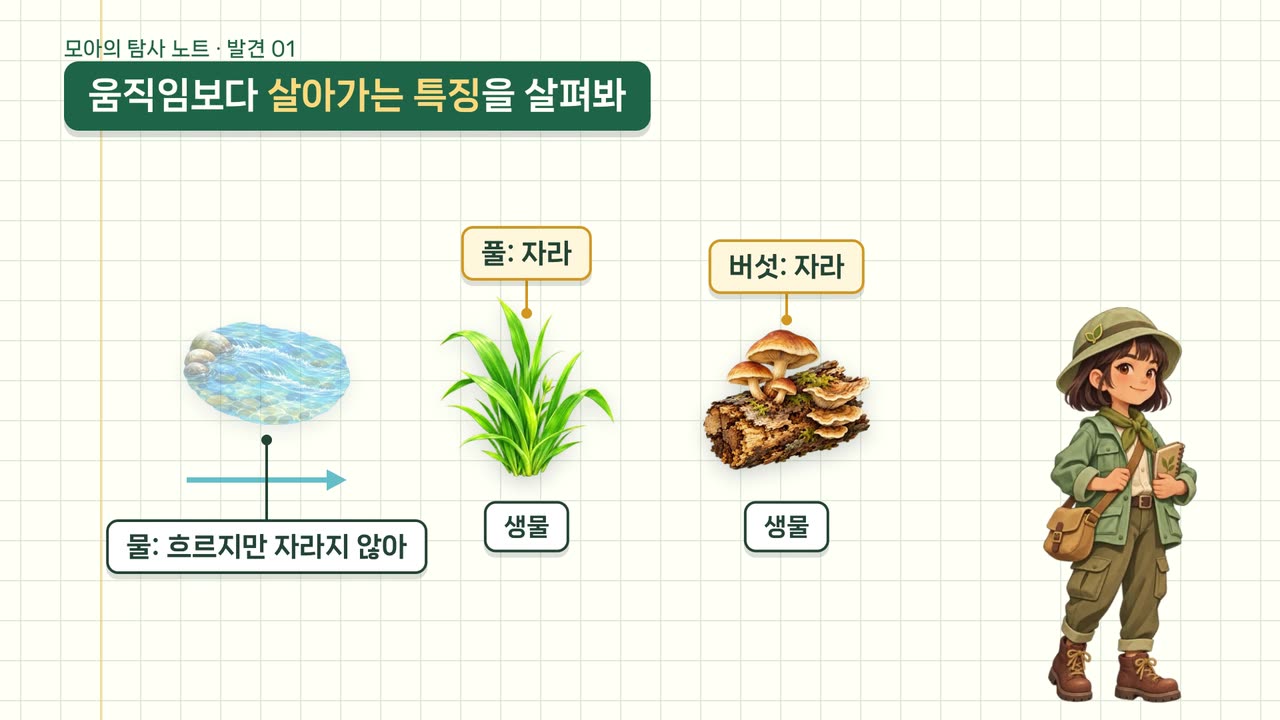 모아의 탐사 노트 · 발견 01
움직임보다 살아가는 특징을 살펴봐
풀: 자라
버섯: 자라
생물
생물
물: 흐르지만 자라지 않아